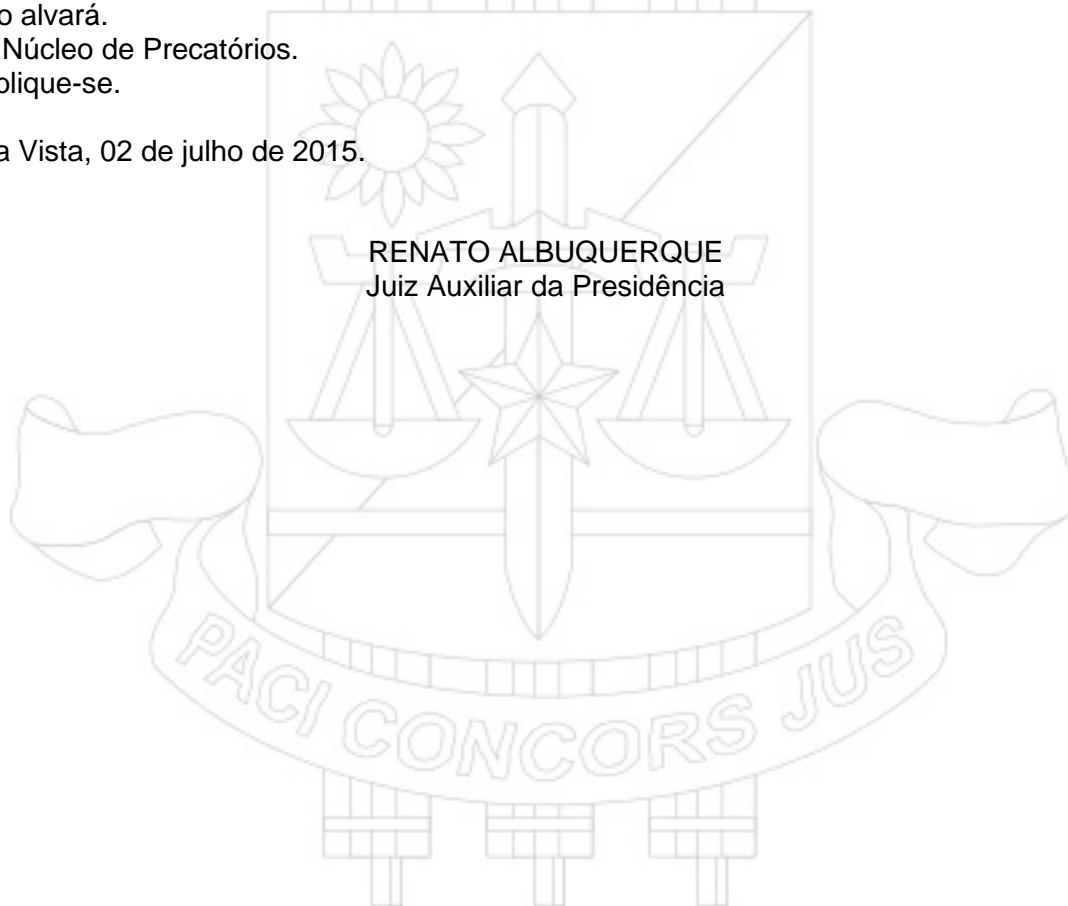 o alvará.
Núcleo de Precatórios.
olique-se.
a Vista, 02 de julho de 2015.
RENATO ALBUQUERQUE
Juiz Auxiliar da Presidência
PACI CONCORS JUS